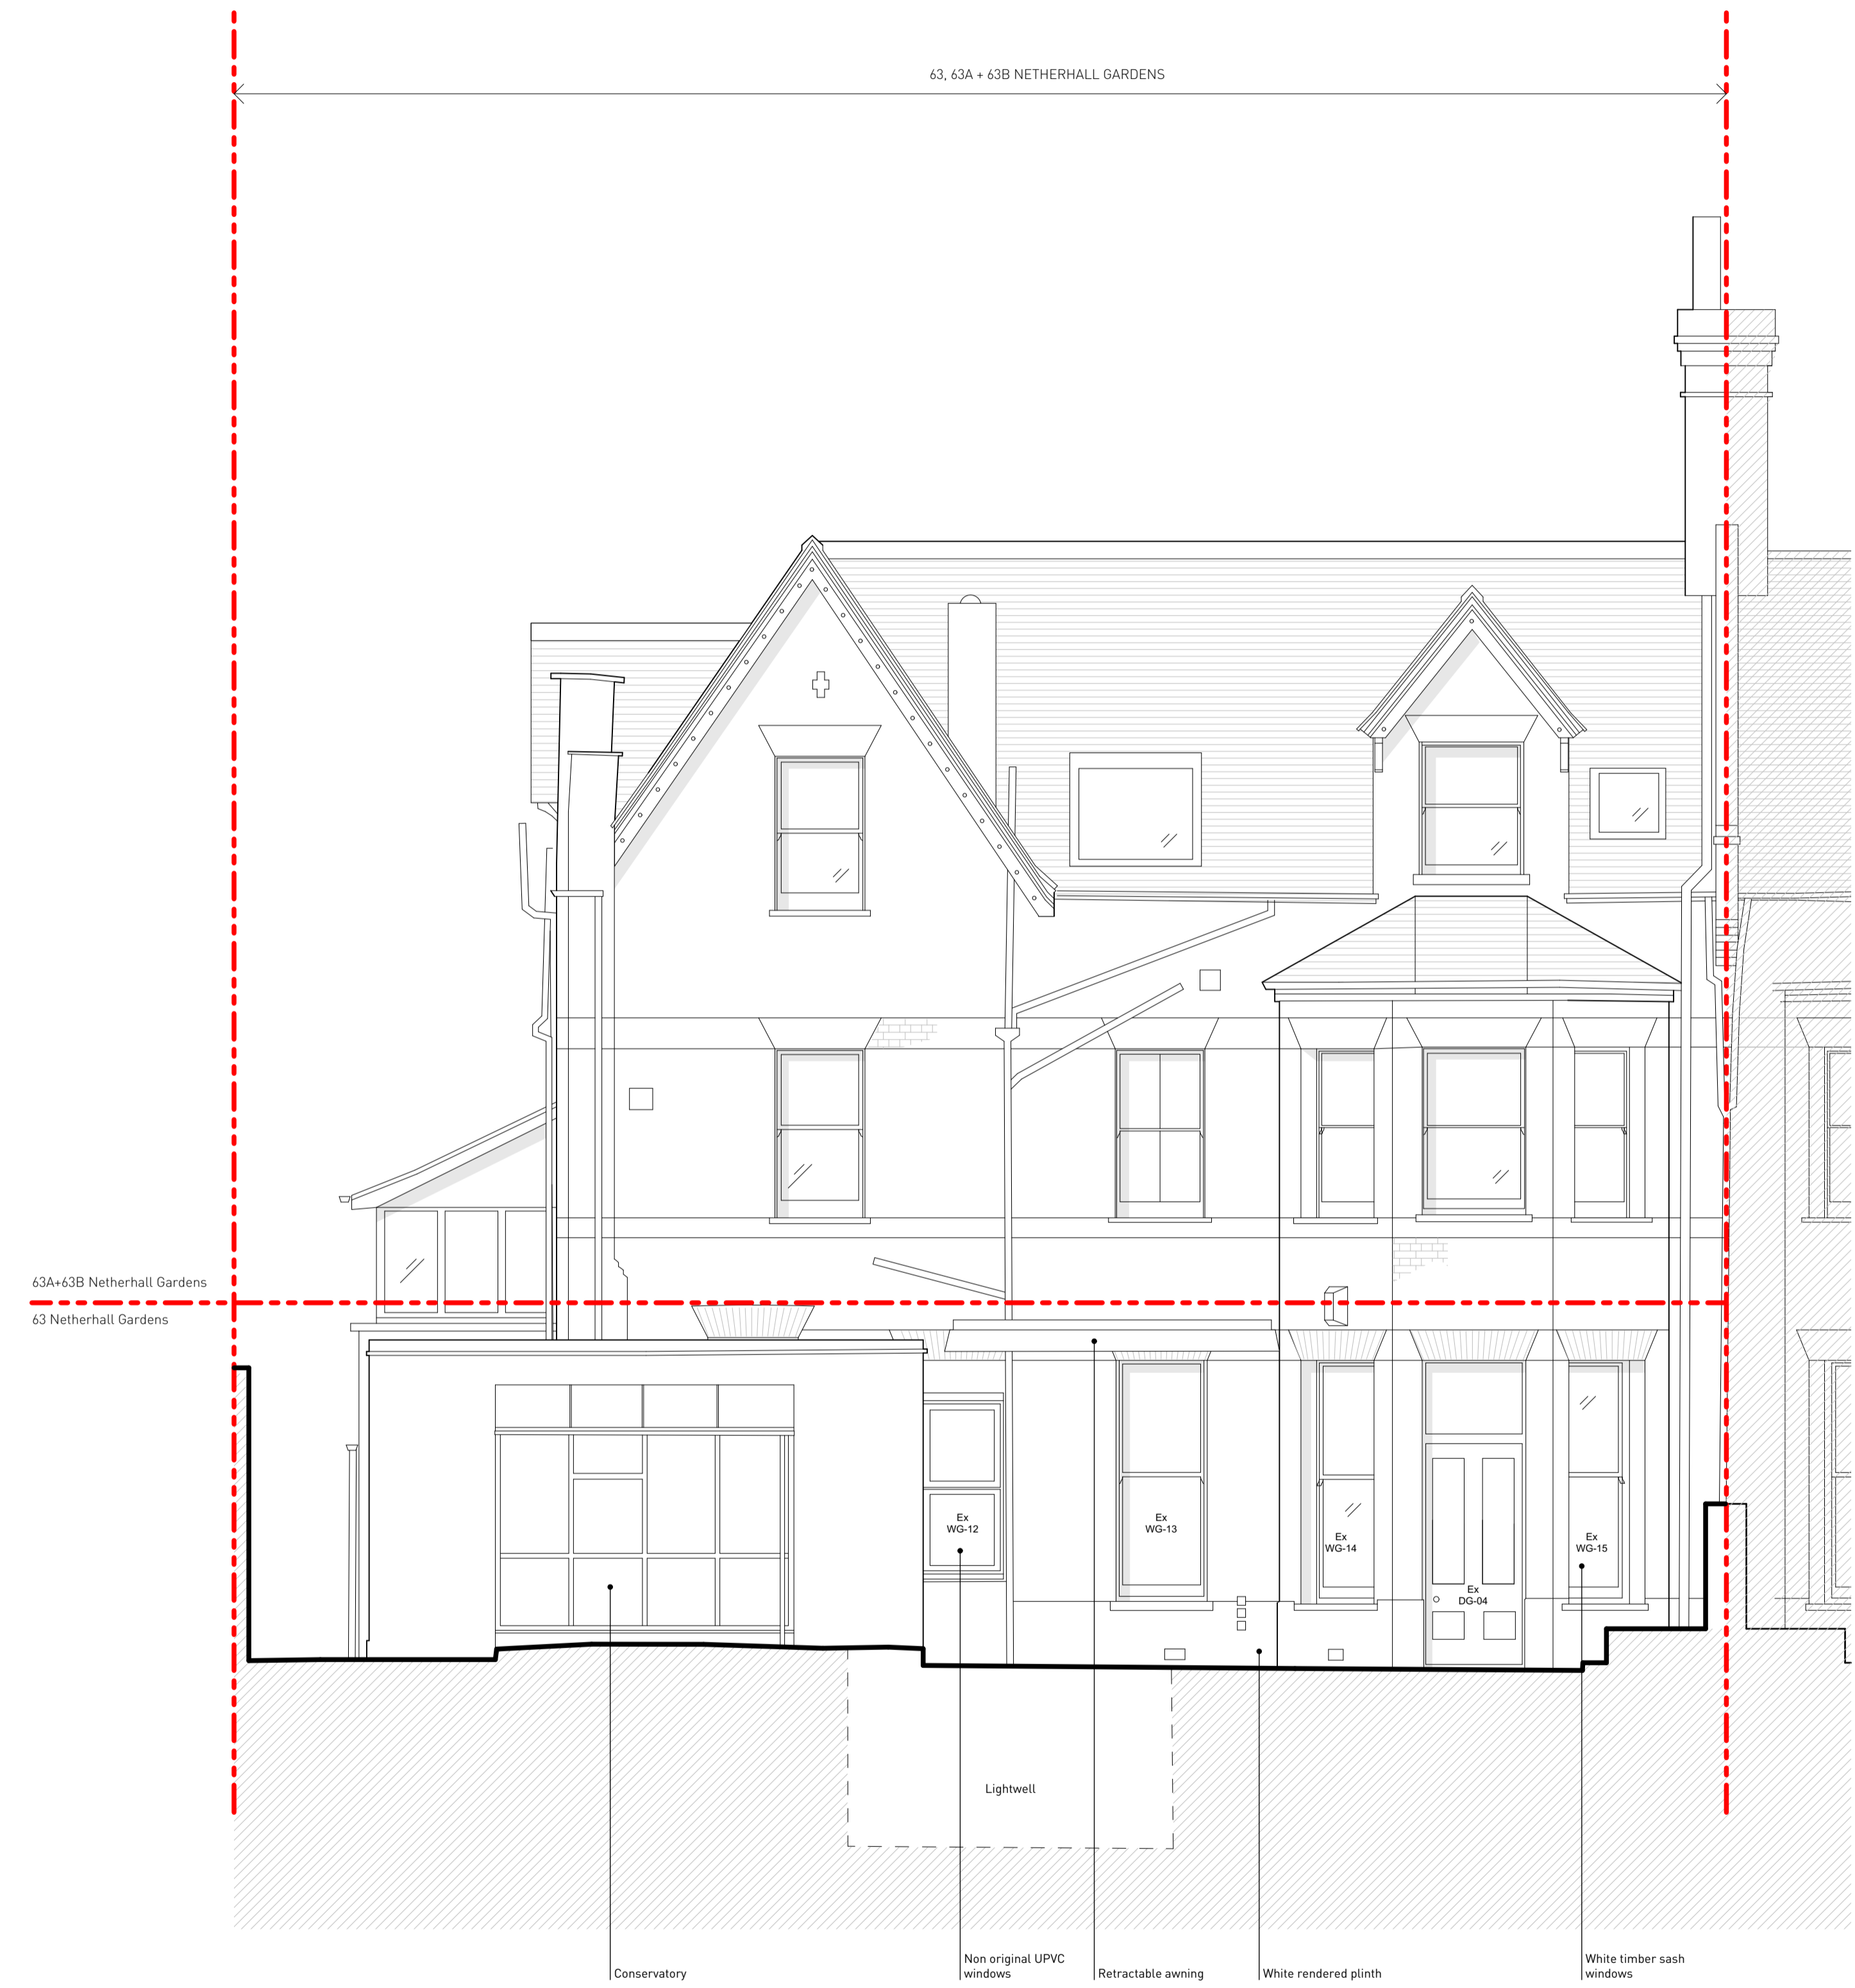 63, 63A + 63B NETHERHALL GARDENS
63A+63B Netherhall Gardens
63 Netherhall Gardens
Ex
WG-12
Ex
WG-13
Ex
WG-14
Ex
WG-15
Ex
DG-04
Lightwell
Conservatory
Non original UPVC
windows
Retractable awning
White rendered plinth
White timber sash
windows